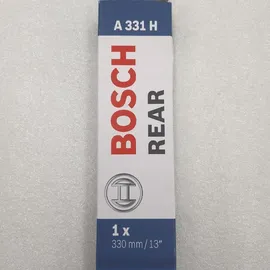 A 331 H
BOSCH
REAR
1 x
330 mm / 13"